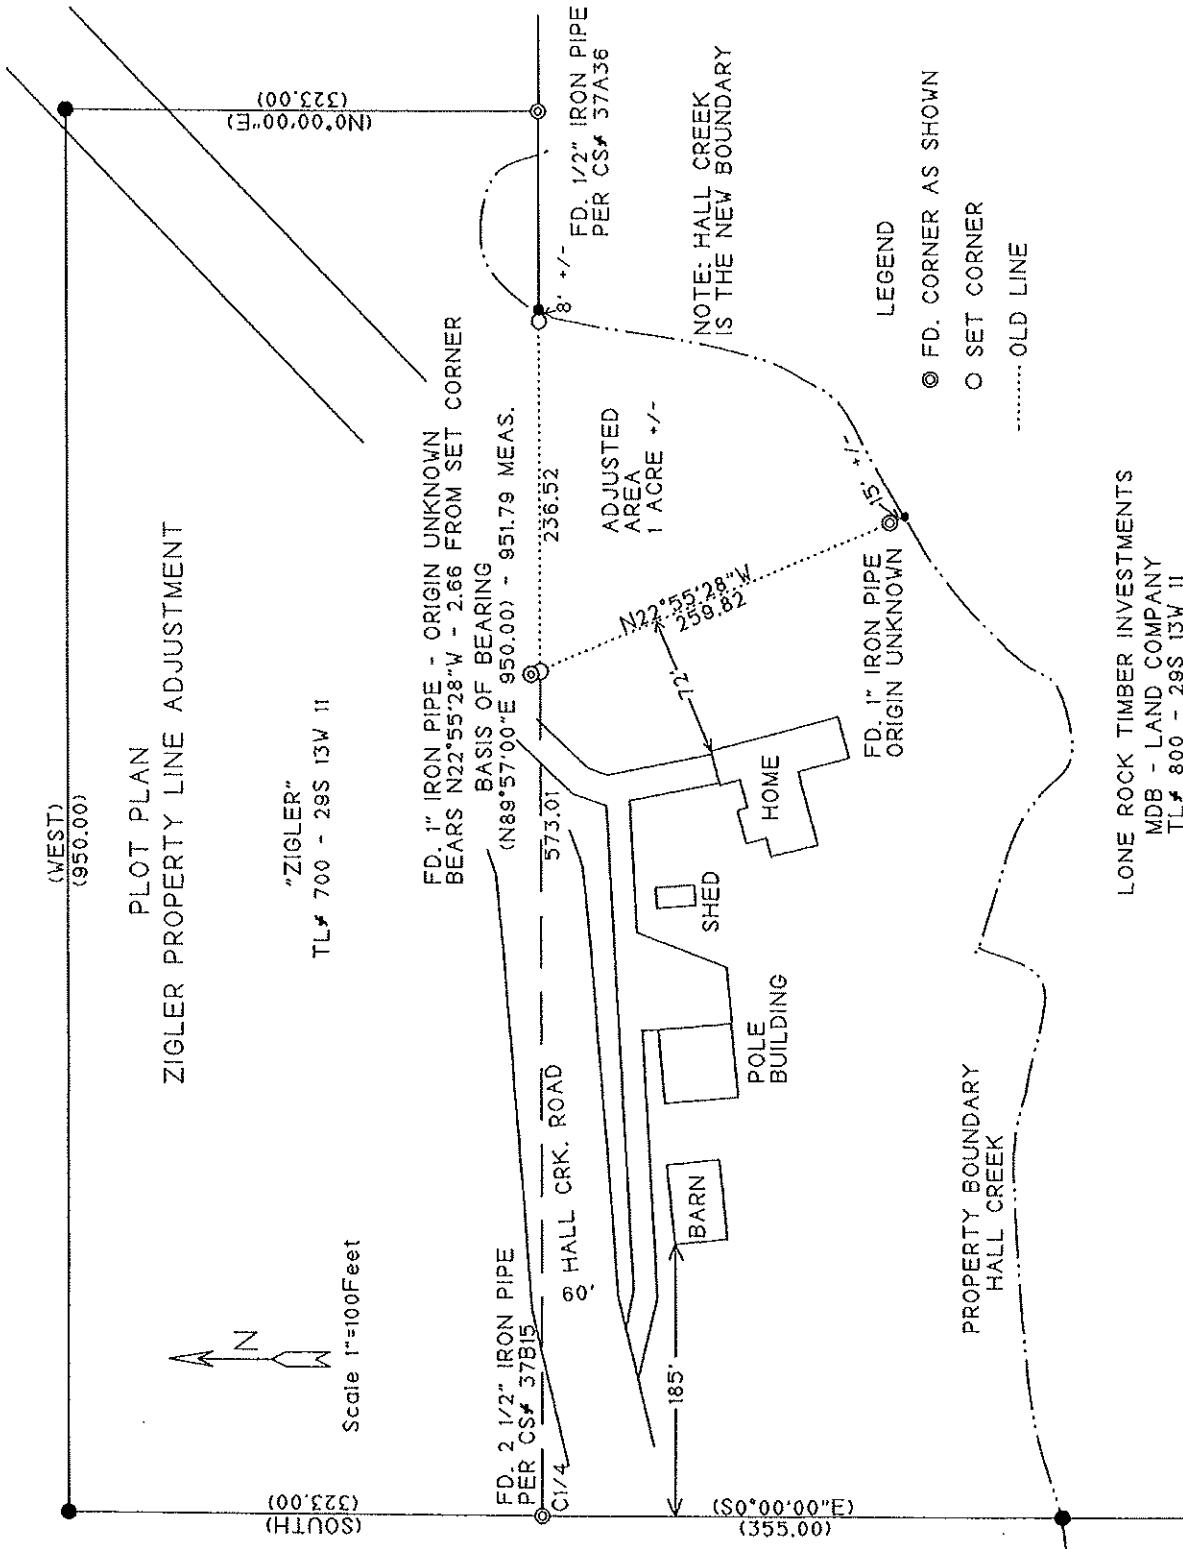 (WEST)
(950.00)
PLOT PLAN
ZIGLER PROPERTY LINE ADJUSTMENT
"ZIGLER"
TL# 700 - 29S 13W 11
N
Scale 1"=100Feet
(SOUTH)
(323.00)
(N0°00'00"E)
(323.00)
FD. 1" IRON PIPE - ORIGIN UNKNOWN
BEARS N22°55'28"W - 2.66 FROM SET CORNER
BASIS OF BEARING
(N89°57'00"E 950.00) - 951.79 MEAS.
573.01
236.52
8' +/-
FD. 1/2" IRON PIPE
PER CS# 37A36
FD. 2 1/2" IRON PIPE
PER CS# 37B15
C1/4
60'
HALL CRK. ROAD
ADJUSTED
AREA
1 ACRE +/-
NOTE: HALL CREEK
IS THE NEW BOUNDARY
N22°55'28"W
259.82
72'
HOME
SHED
POLE
BUILDING
BARN
185'
15' +/-
FD. 1" IRON PIPE
ORIGIN UNKNOWN
(S0°00'00"E)
(355.00)
LEGEND
FD. CORNER AS SHOWN
SET CORNER
OLD LINE
PROPERTY BOUNDARY
HALL CREEK
LONE ROCK TIMBER INVESTMENTS
MDB - LAND COMPANY
TL# 800 - 29S 13W 11